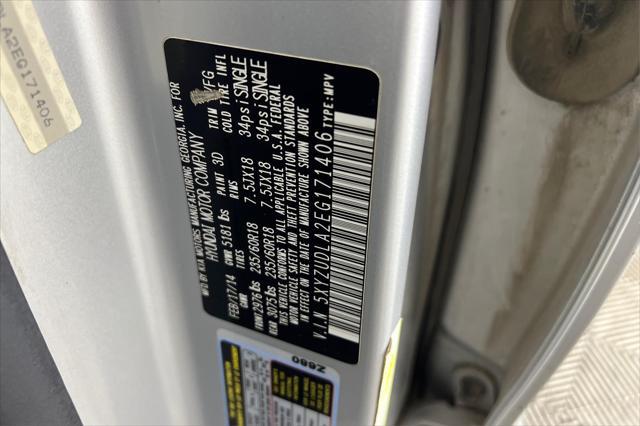 MFD BY KIA MOTORS MANUFACTURING GEORGIA, INC. FOR
HYUNDAI MOTOR COMPANY
FEB/17/14 GVWR 5181 lbs PAINT 3D TRIM VFG
GAWR TIRES RIMS COLD TIRE INFL
FRONT 2976 lbs 235/60R18 7.5JX18 34psi SINGLE
REAR 3075 lbs 235/60R18 7.5JX18 34psi SINGLE
THIS VEHICLE CONFORMS TO ALL APPLICABLE U.S.A. FEDERAL
MOTOR VEHICLE SAFETY AND THEFT PREVENTION STANDARDS
IN EFFECT ON THE DATE OF MANUFACTURE SHOWN ABOVE
V.I.N 5XYZUDLA2EG171406 TYPE:MPV
DLA2EG171406
Z680